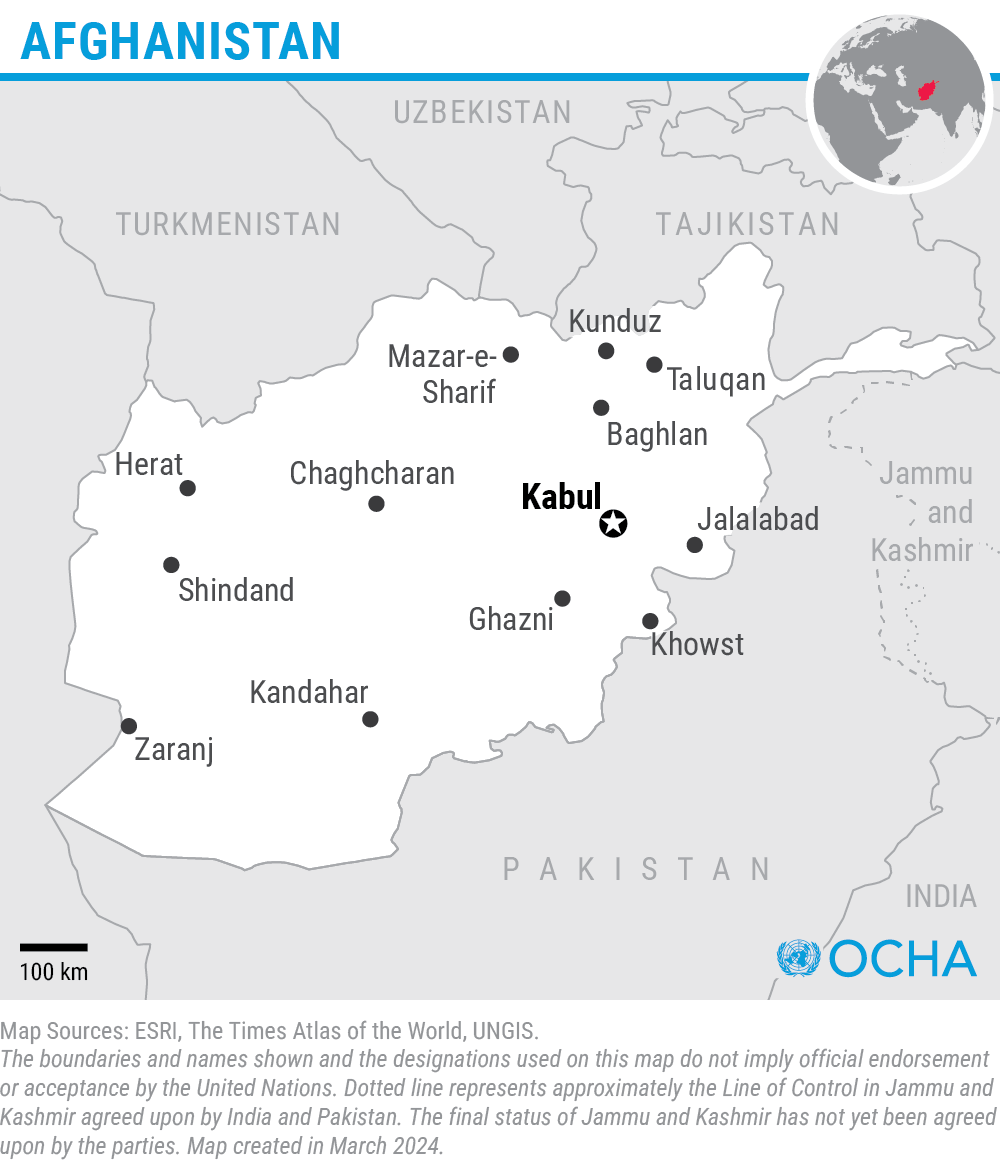 AFGHANISTAN
UZBEKISTAN
TURKMENISTAN
TAJIKISTAN
Kunduz
Mazar-e-
Sharif
Taluqan
Baghlan
Herat
Chaghcharan
Kabul
Jammu
and
Kashmir
Jalalabad
Shindand
Ghazni
Khowst
Kandahar
Zaranj
PAKISTAN
INDIA
100 km
OCHA
Map Sources: ESRI, The Times Atlas of the World, UNGIS.
The boundaries and names shown and the designations used on this map do not imply official endorsement
or acceptance by the United Nations. Dotted line represents approximately the Line of Control in Jammu and
Kashmir agreed upon by India and Pakistan. The final status of Jammu and Kashmir has not yet been agreed
upon by the parties. Map created in March 2024.